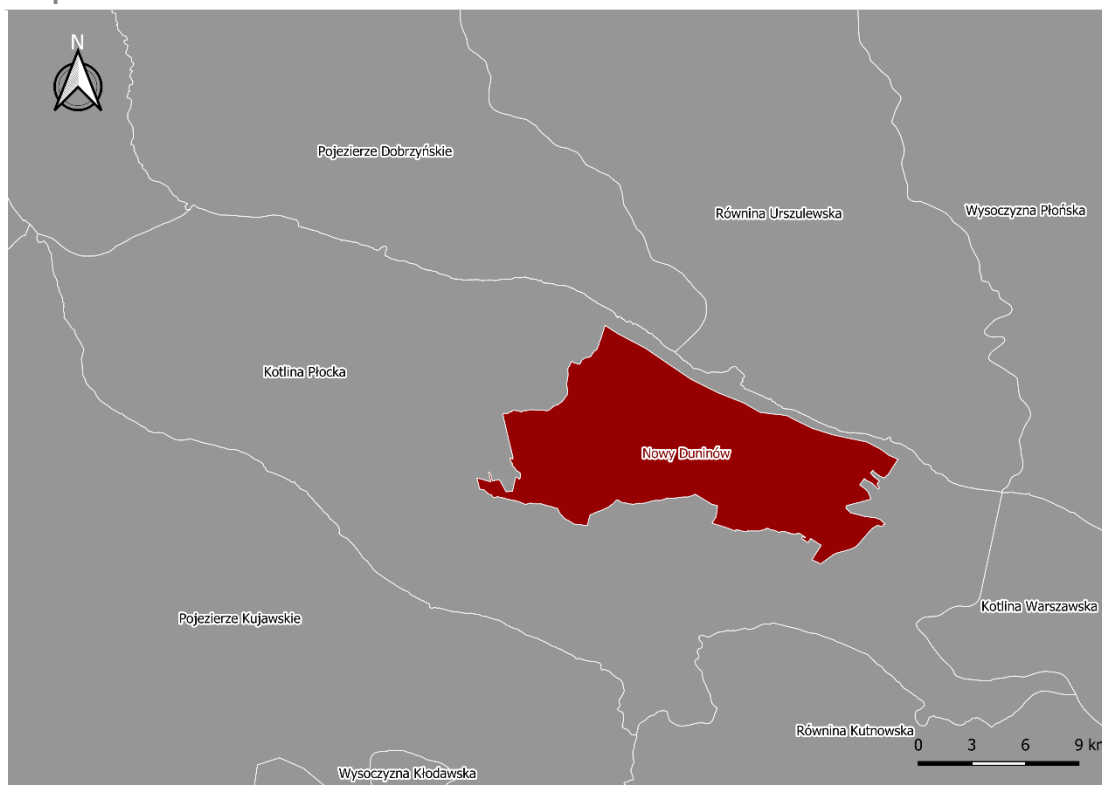 N
Pojezierze Dobrzyńskie
Równina Urszulewska
Wysoczyzna Płońska
Kotlina Płocka
Nowy Duninów
Kotlina Warszawska
Pojezierze Kujawskie
Równina Kutnowska
0 3 6 9 km
Wysoczyzna Kłodawska